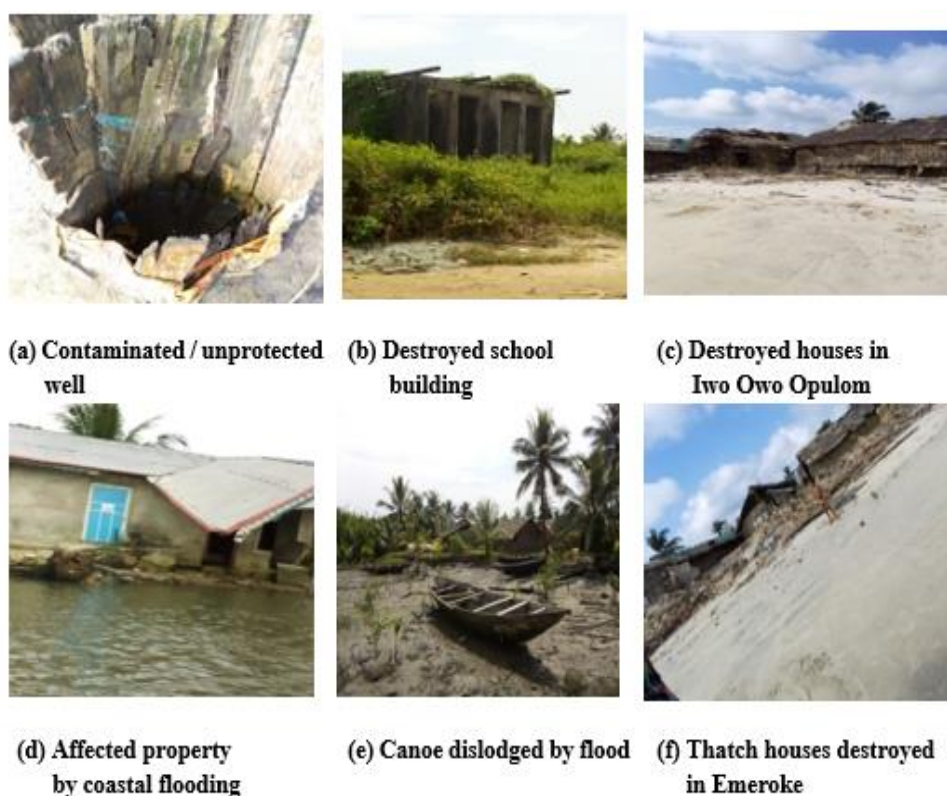 (a) Contaminated / unprotected
well
(b) Destroyed school
building
(c) Destroyed houses in
Iwo Owo Opulom
(d) Affected property
by coastal flooding
(e) Canoe dislodged by flood
(f) Thatch houses destroyed
in Emeroke